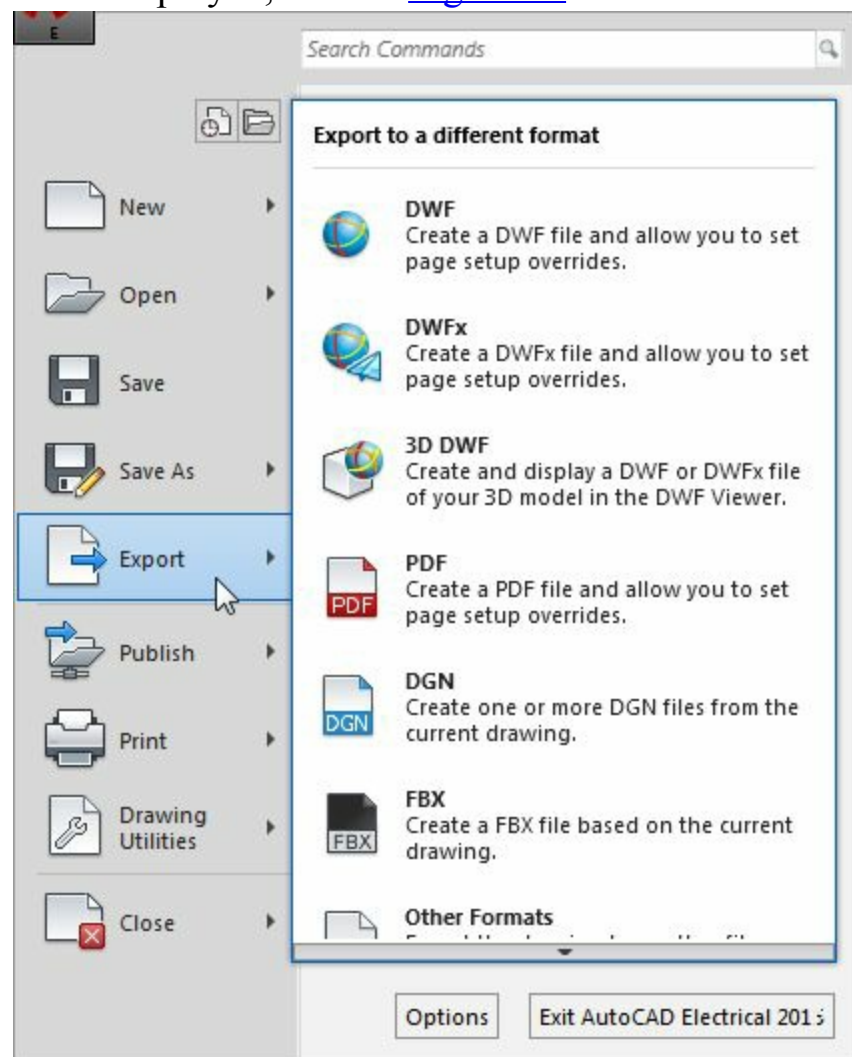 E
Search Commands
Export to a different format
New
Open
Save
Save As
Export
Publish
Print
Drawing
Utilities
Close
DWF
Create a DWF file and allow you to set
page setup overrides.
DWFx
Create a DWFx file and allow you to set
page setup overrides.
3D DWF
Create and display a DWF or DWFx file
of your 3D model in the DWF Viewer.
PDF
PDF
Create a PDF file and allow you to set
page setup overrides.
DGN
DGN
Create one or more DGN files from the
current drawing.
FBX
FBX
Create a FBX file based on the current
drawing.
Other Formats
Options
Exit AutoCAD Electrical